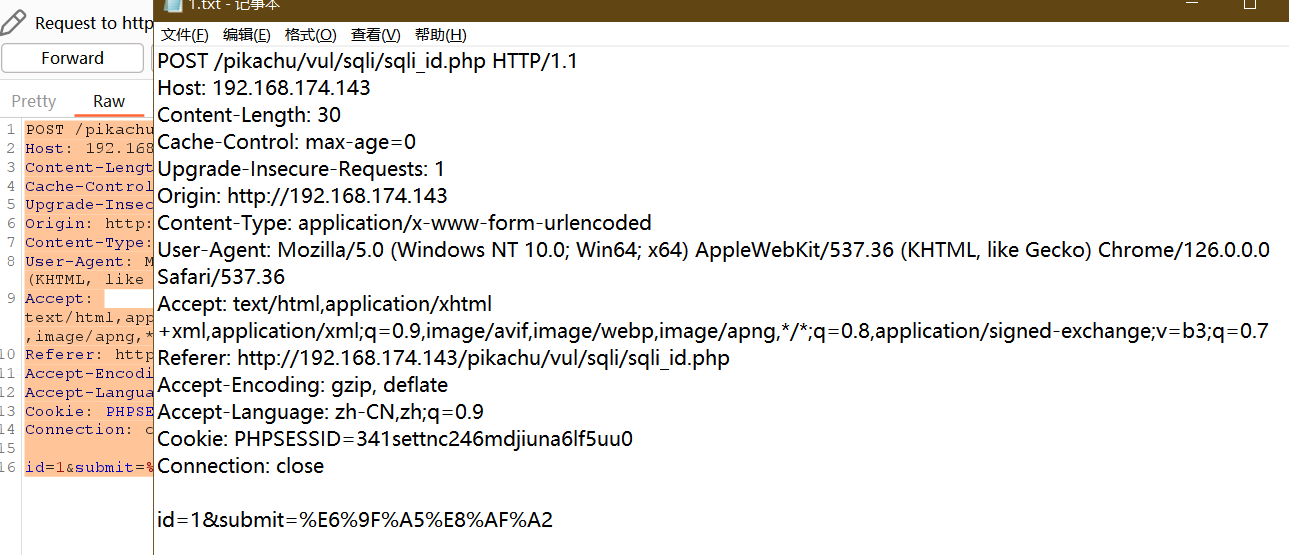 Request to http
Forward
Pretty
Raw
1 POST /pikachu
2 Host: 192.168
3 Content-Lengt
4 Cache-Control
5 Upgrade-Insec
6 Origin: http:
7 Content-Type:
8 User-Agent: M
(KHTML, like
9 Accept:
text/html,app
,image/apng,*
10 Referer: http
11 Accept-Encodi
12 Accept-Langua
13 Cookie: PHPSE
14 Connection: c
15
16 id=1&submit=%
1.txt - 记事本
文件(F) 编辑(E) 格式(O) 查看(V) 帮助(H)
POST /pikachu/vul/sqli/sqli_id.php HTTP/1.1
Host: 192.168.174.143
Content-Length: 30
Cache-Control: max-age=0
Upgrade-Insecure-Requests: 1
Origin: http://192.168.174.143
Content-Type: application/x-www-form-urlencoded
User-Agent: Mozilla/5.0 (Windows NT 10.0; Win64; x64) AppleWebKit/537.36 (KHTML, like Gecko) Chrome/126.0.0.0
Safari/537.36
Accept: text/html,application/xhtml
+xml,application/xml;q=0.9,image/avif,image/webp,image/apng,*/*;q=0.8,application/signed-exchange;v=b3;q=0.7
Referer: http://192.168.174.143/pikachu/vul/sqli/sqli_id.php
Accept-Encoding: gzip, deflate
Accept-Language: zh-CN,zh;q=0.9
Cookie: PHPSESSID=341settnc246mdjiuna6lf5uu0
Connection: close
id=1&submit=%E6%9F%A5%E8%AF%A2